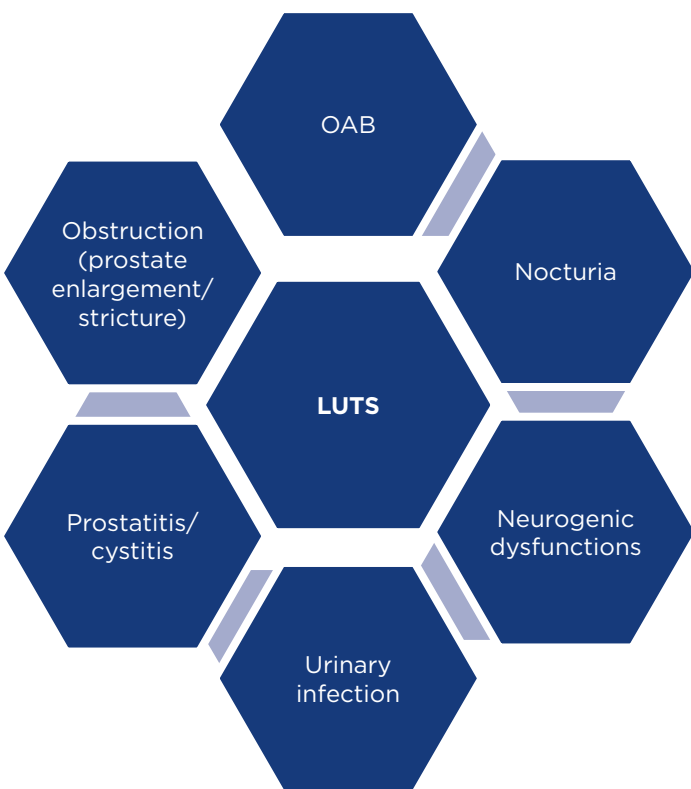 OAB
Obstruction
(prostate
enlargement/
stricture)
Nocturia
LUTS
Prostatitis/
cystitis
Neurogenic
dysfunctions
Urinary
infection